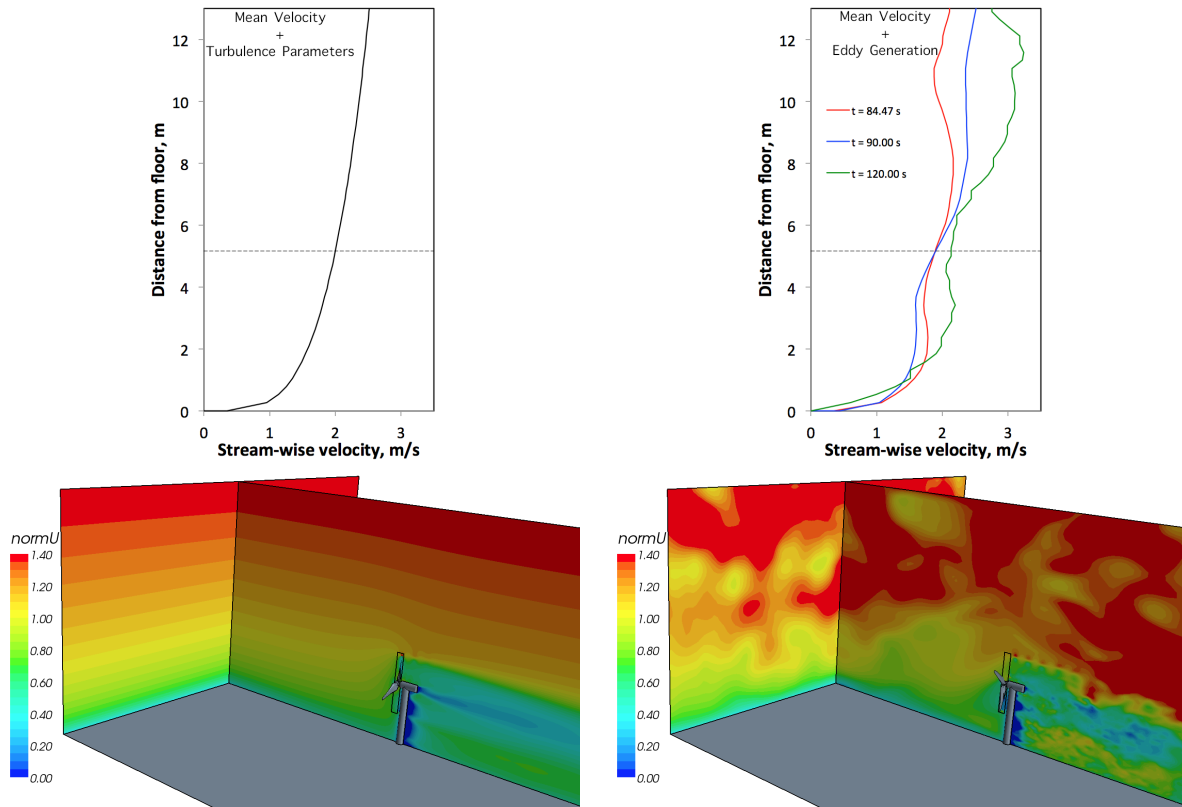 Mean Velocity
+
Turbulence Parameters
Distance from floor, m
12
10
8
6
4
2
0
0 1 2 3
Stream-wise velocity, m/s
Mean Velocity
+
Eddy Generation
t = 84.47 s
t = 90.00 s
t = 120.00 s
Distance from floor, m
12
10
8
6
4
2
0
0 1 2 3
Stream-wise velocity, m/s
normU
1.40
1.20
1.00
0.80
0.60
0.40
0.20
0.00
normU
1.40
1.20
1.00
0.80
0.60
0.40
0.20
0.00